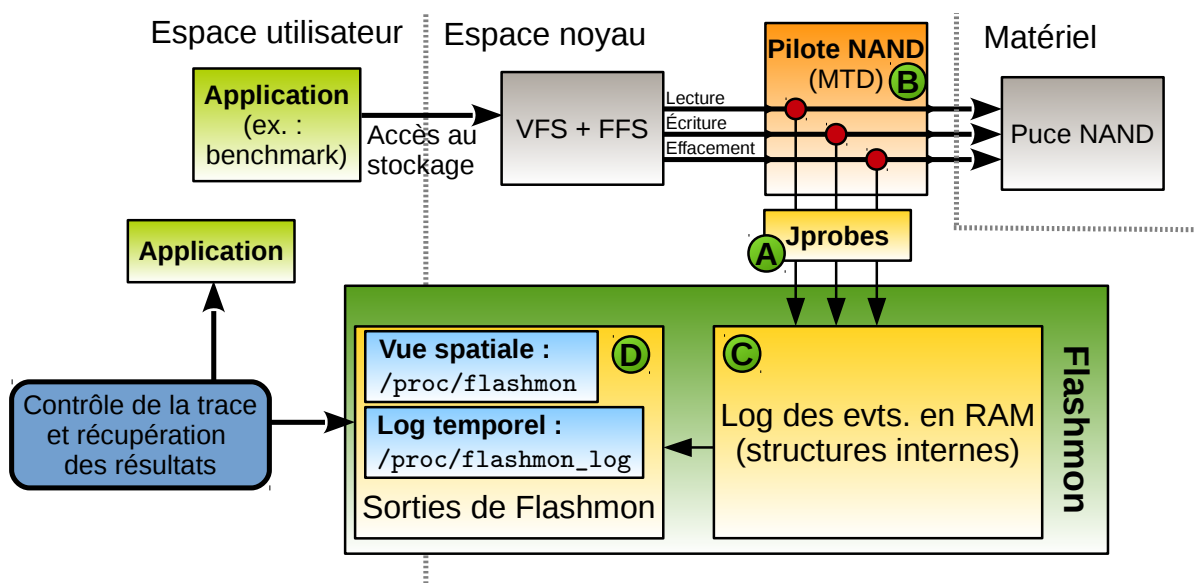 Espace utilisateur
Espace noyau
Matériel
Application
(ex. :
benchmark)
Accès au
stockage
VFS + FFS
Lecture
Écriture
Effacement
Pilote NAND
(MTD)
B
Puce NAND
Application
Jprobes
A
Contrôle de la trace
et récupération
des résultats
Vue spatiale :
/proc/flashmon
D
Log temporel :
/proc/flashmon_log
Sorties de Flashmon
C
Log des evts. en RAM
(structures internes)
Flashmon